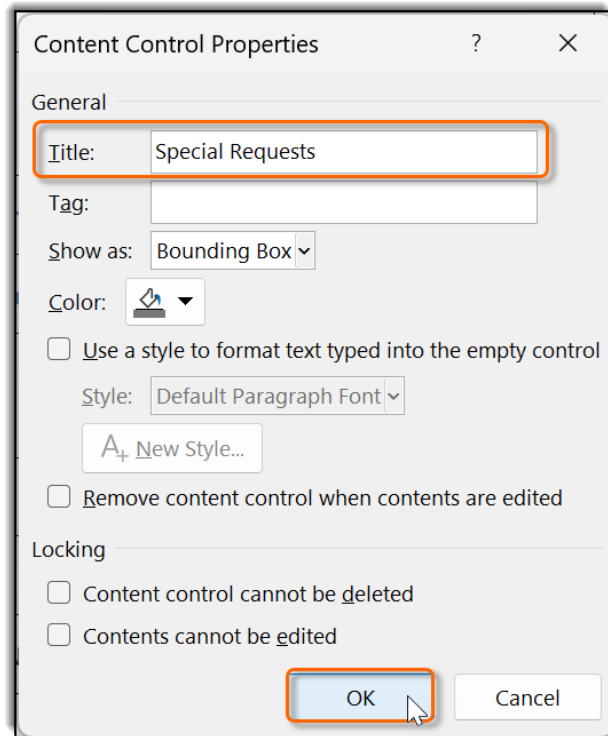 Content Control Properties ?
General
Title: Special Requests
Tag:
Show as: Bounding Box
Color:
Use a style to format text typed into the empty control
Style: Default Paragraph Font
A+ New Style...
Remove content control when contents are edited
Locking
Content control cannot be deleted
Contents cannot be edited
OK Cancel